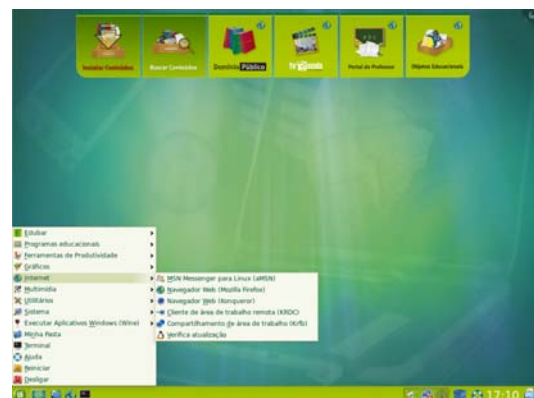 Instalar Conteúdos
Buscar Conteúdos
Domínio Público
TV Escola
Portal do Professor
Objetos Educacionais
Edubar
Programas educacionais
Ferramentas de Produtividade
Gráficos
Internet
Multimídia
Utilitários
Sistema
Executar Aplicativos Windows (Wine)
Minha Pasta
Terminal
Ajuda
Reiniciar
Desligar
MSN Messenger para Linux (aMSN)
Navegador Web (Mozilla Firefox)
Navegador Web (Konqueror)
Cliente de área de trabalho remota (KRDC)
Compartilhamento de área de trabalho (Krfb)
Verifica atualização
17:10